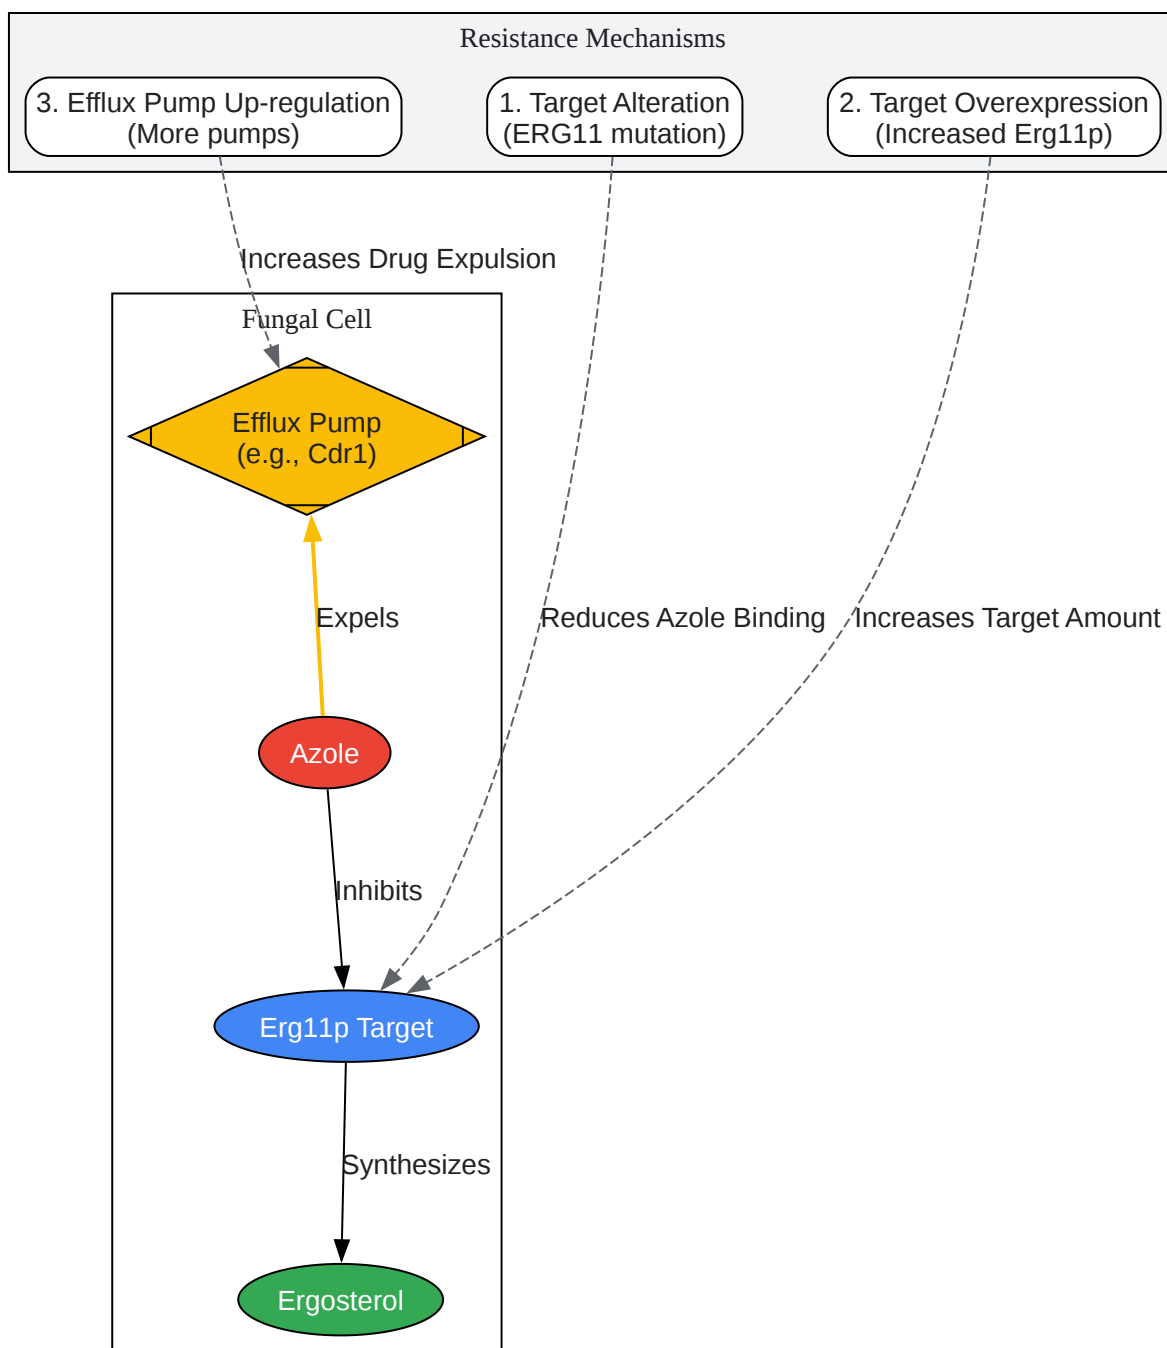 Resistance Mechanisms
3. Efflux Pump Up-regulation
(More pumps)
1. Target Alteration
(ERG11 mutation)
2. Target Overexpression
(Increased Erg11p)
Increases Drug Expulsion
Fungal Cell
Efflux Pump
(e.g., Cdr1)
Expels
Reduces Azole Binding
Increases Target Amount
Azole
Inhibits
Erg11p Target
Synthesizes
Ergosterol